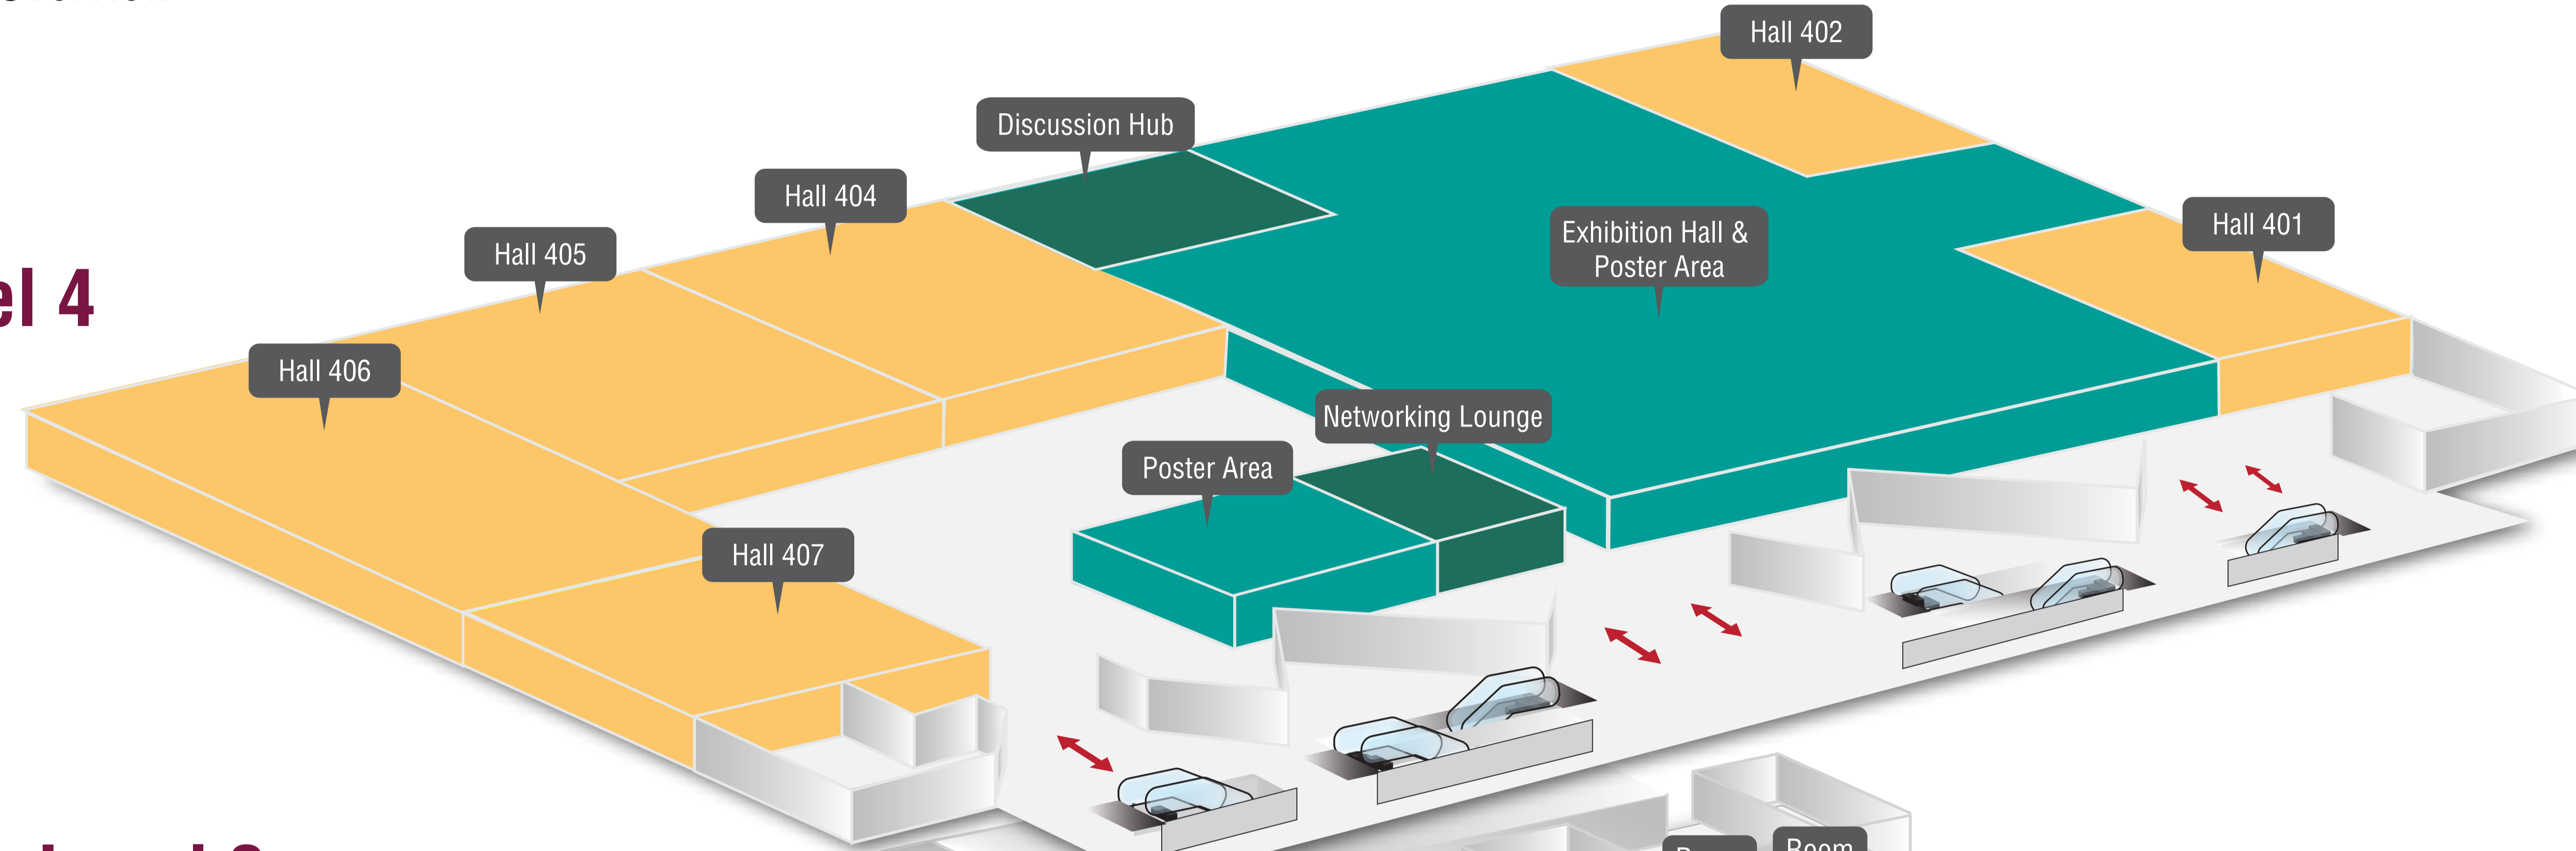 Hall 402
Discussion Hub
Hall 404
Hall 401
Exhibition Hall &
Poster Area
Hall 405
el 4
Hall 406
Networking Lounge
Poster Area
Hall 407
Room